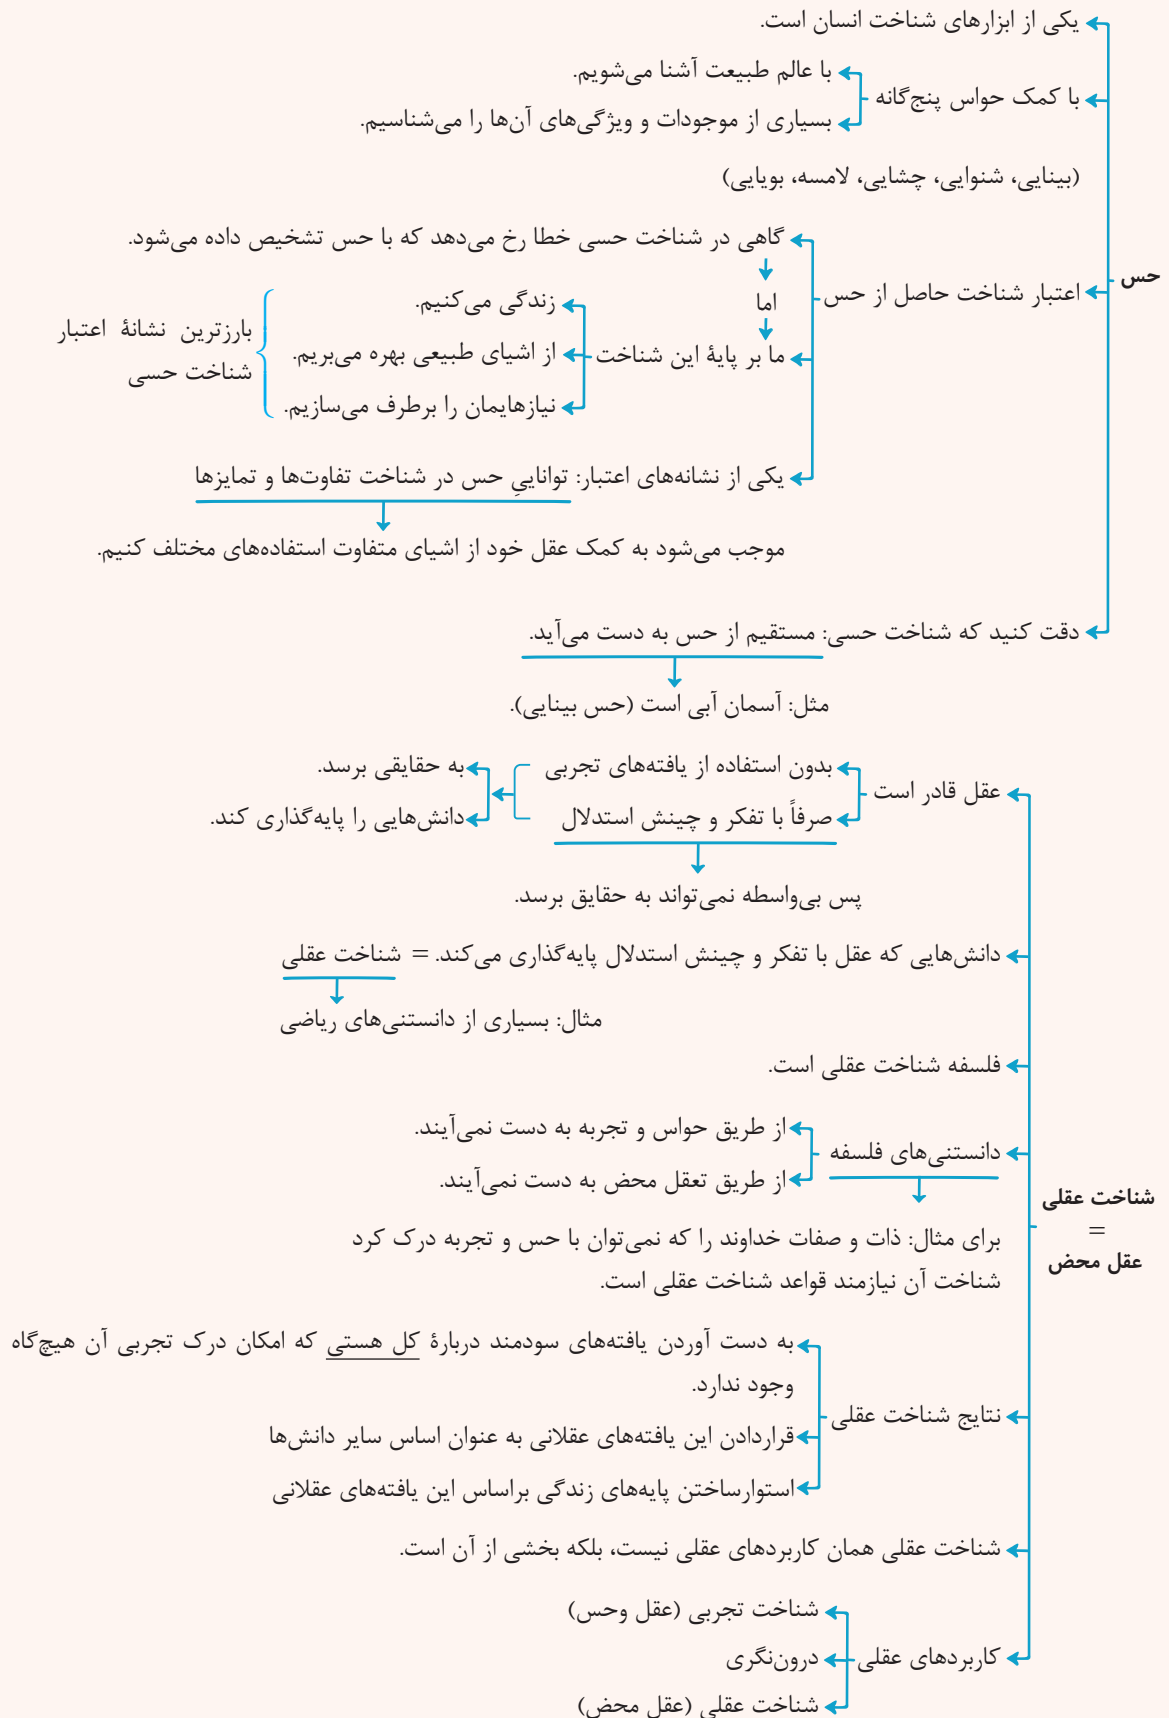 حس
یکی از ابزارهای شناخت انسان است.
با کمک حواس پنج‌گانه
با عالم طبیعت آشنا می‌شویم.
بسیاری از موجودات و ویژگی‌های آن‌ها را می‌شناسیم.
(بینایی، شنوایی، چشایی، لامسه، بویایی)
اعتبار شناخت حاصل از حس
گاهی در شناخت حسی خطا رخ می‌دهد که با حس تشخیص داده می‌شود.
اما
ما بر پایهٔ این شناخت
زندگی می‌کنیم.
از اشیای طبیعی بهره می‌بریم.
نیازهایمان را برطرف می‌سازیم.
بارزترین نشانهٔ اعتبار
شناخت حسی
یکی از نشانه‌های اعتبار: تواناییِ حس در شناخت تفاوت‌ها و تمایزها
موجب می‌شود به کمک عقل خود از اشیای متفاوت استفاده‌های مختلف کنیم.
دقت کنید که شناخت حسی: مستقیم از حس به دست می‌آید.
مثل: آسمان آبی است (حس بینایی).
شناخت عقلی
=
عقل محض
عقل قادر است
بدون استفاده از یافته‌های تجربی
صرفاً با تفکر و چینش استدلال
به حقایقی برسد.
دانش‌هایی را پایه‌گذاری کند.
پس بی‌واسطه نمی‌تواند به حقایق برسد.
دانش‌هایی که عقل با تفکر و چینش استدلال پایه‌گذاری می‌کند. = شناخت عقلی
مثال: بسیاری از دانستنی‌های ریاضی
فلسفه شناخت عقلی است.
دانستنی‌های فلسفه
از طریق حواس و تجربه به دست نمی‌آیند.
از طریق تعقل محض به دست نمی‌آیند.
برای مثال: ذات و صفات خداوند را که نمی‌توان با حس و تجربه درک کرد
شناخت آن نیازمند قواعد شناخت عقلی است.
نتایج شناخت عقلی
به دست آوردن یافته‌های سودمند دربارهٔ کل هستی که امکان درک تجربی آن هیچ‌گاه
وجود ندارد.
قراردادن این یافته‌های عقلانی به عنوان اساس سایر دانش‌ها
استوارساختن پایه‌های زندگی براساس این یافته‌های عقلانی
شناخت عقلی همان کاربردهای عقلی نیست، بلکه بخشی از آن است.
کاربردهای عقلی
شناخت تجربی (عقل وحس)
درون‌نگری
شناخت عقلی (عقل محض)